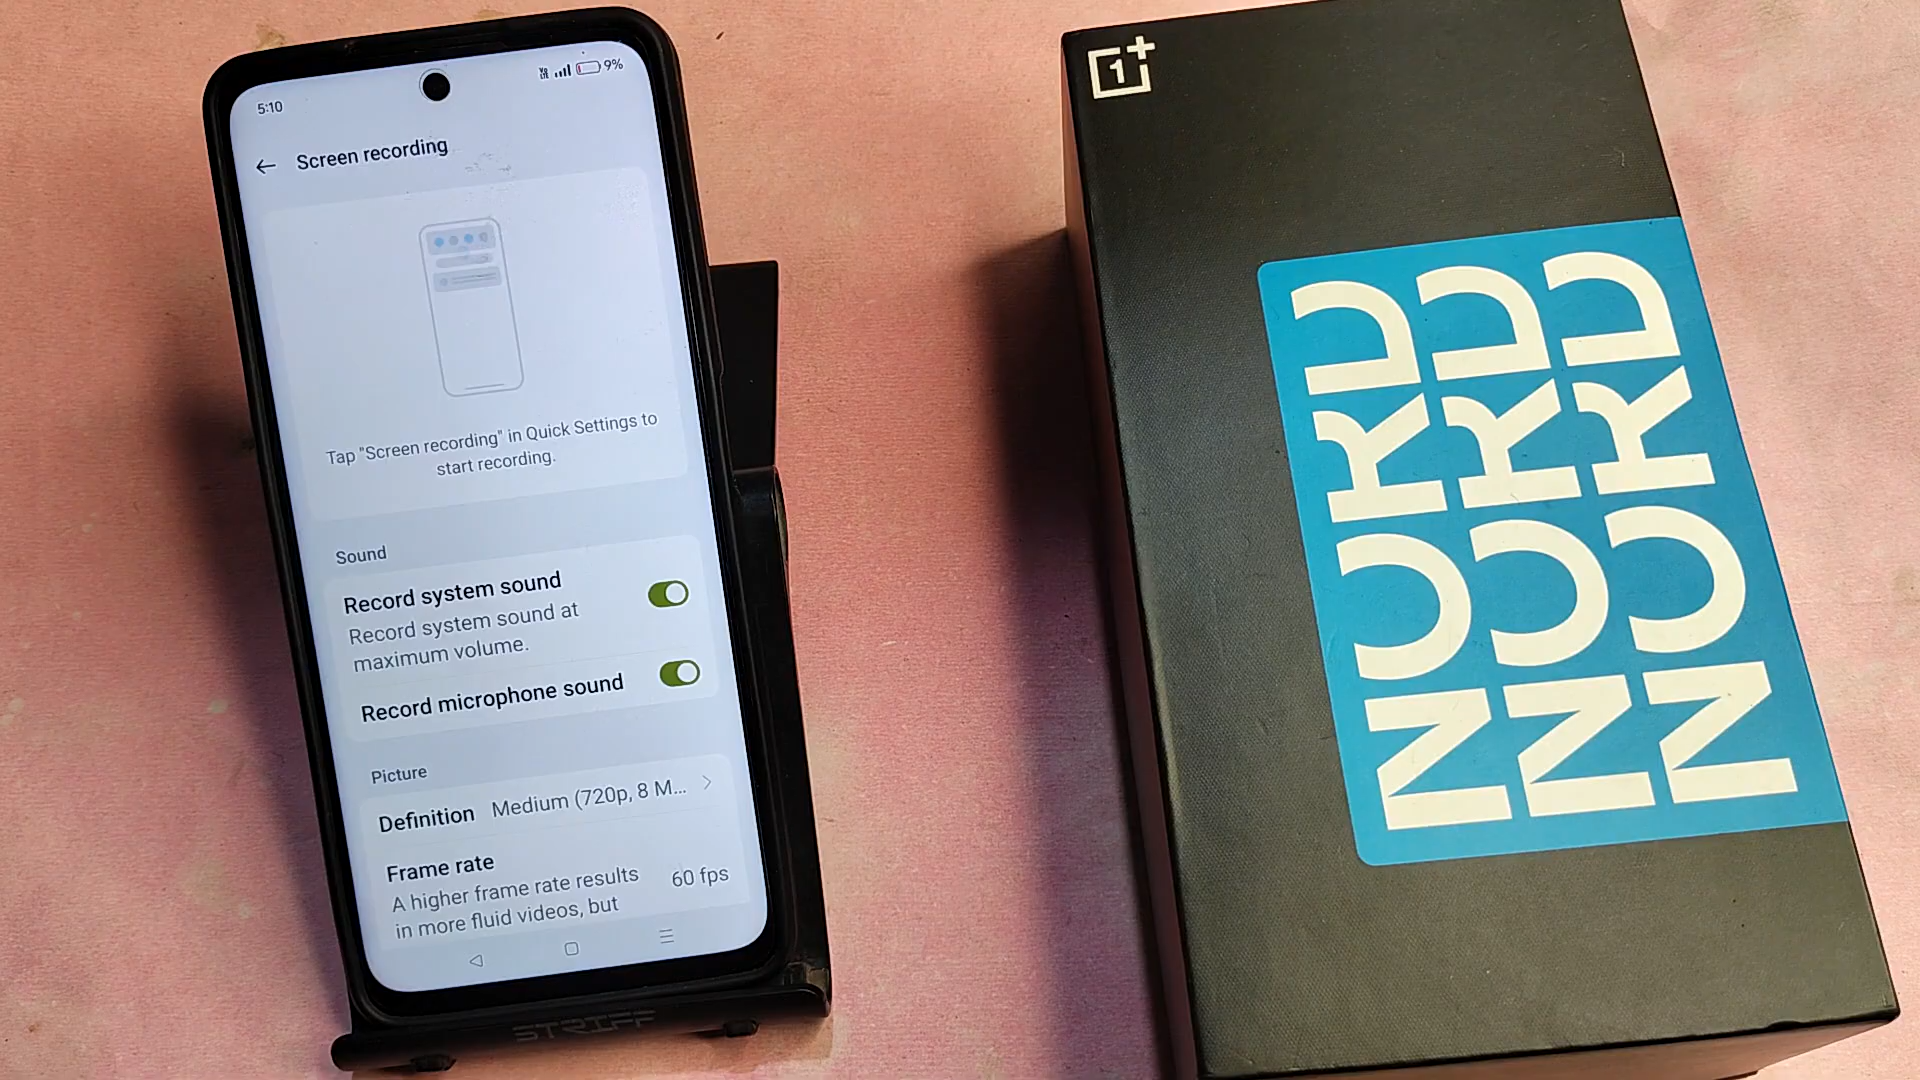 5:10
9%
Screen recording
Tap "Screen recording" in Quick Settings to
start recording.
Sound
Record system sound
Record system sound at
maximum volume.
Record microphone sound
Picture
Definition Medium (720p, 8 M...
Frame rate
A higher frame rate results
in more fluid videos, but
60 fps
STRIFF
1+
NORD
NORD
NORD